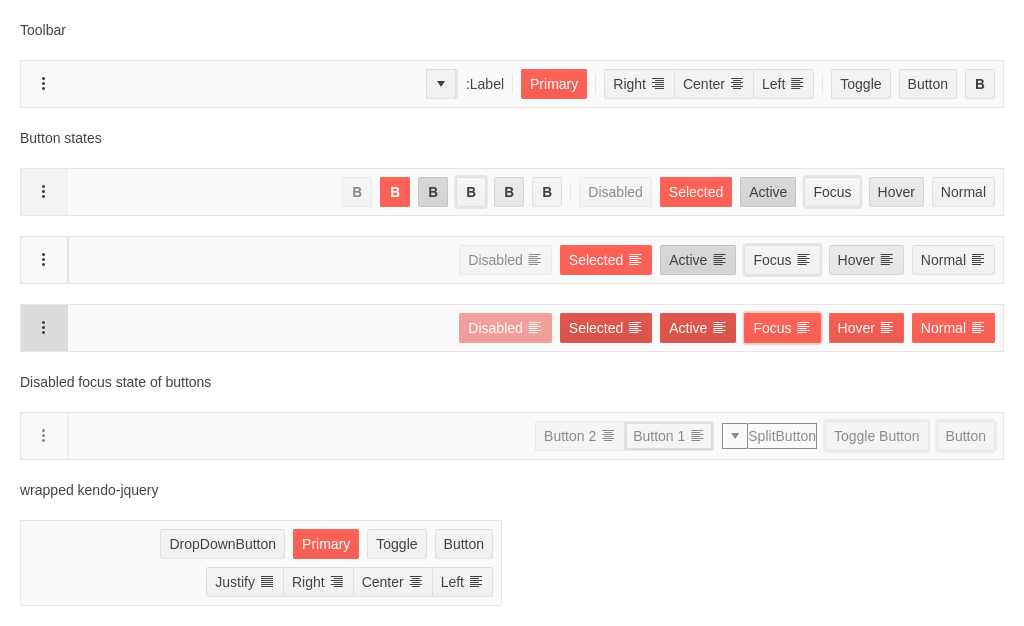 Toolbar
:Label Primary Right Center Left Toggle Button B
Button states
B B B B B B Disabled Selected Active Focus Hover Normal
Disabled Selected Active Focus Hover Normal
Disabled Selected Active Focus Hover Normal
Disabled focus state of buttons
Button 2 Button 1 SplitButton Toggle Button Button
wrapped kendo-jquery
DropDownButton Primary Toggle Button
Justify Right Center Left